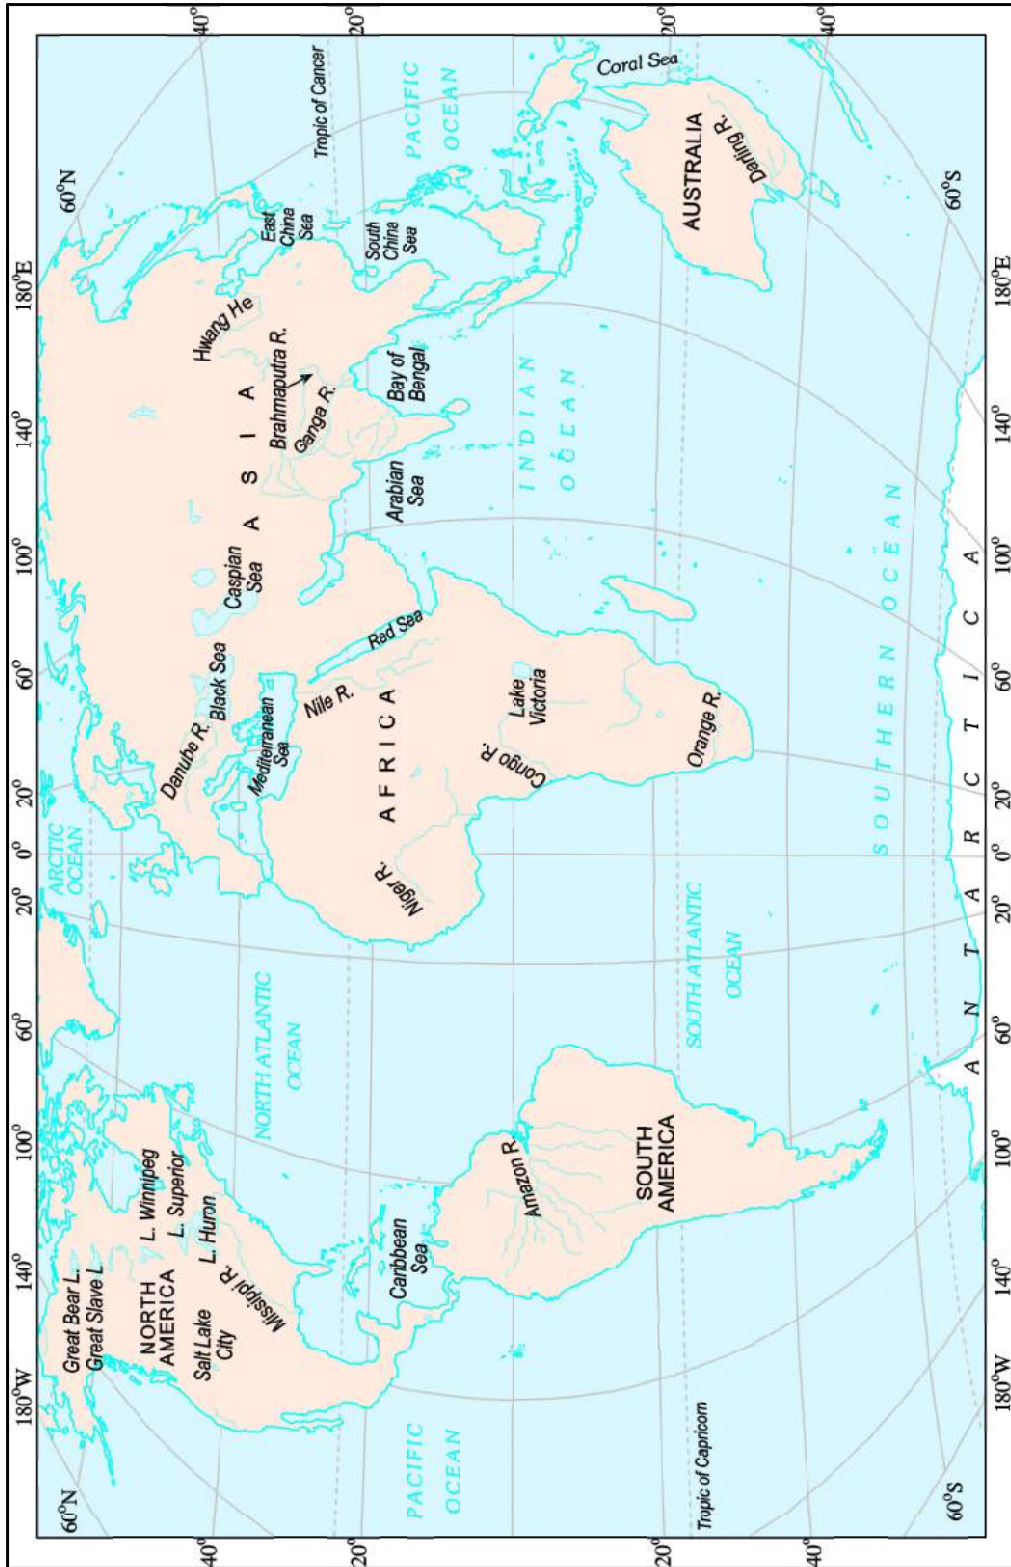 180°W
140°
100°
60°
20°
0°
20°
60°
100°
140°
180°E
60°N
60°N
ARCTIC
OCEAN
Great Bear L.
Great Slave L.
L. Winnipeg
L. Superior
L. Huron
NORTH
AMERICA
Salt Lake
City
Missippi R.
40°
40°
Danube R.
Black Sea
Caspian
Sea
Mediterranean
Sea
A S I A
Hwang He
Brahmaputra R.
Ganga R.
East
China
Sea
NORTH ATLANTIC
OCEAN
Tropic of Cancer
Nile R.
Red Sea
Arabian
Sea
Bay of
Bengal
South
China
Sea
20°
20°
PACIFIC
OCEAN
PACIFIC
OCEAN
Caribbean
Sea
Niger R.
A F R I C A
Congo R.
Lake
Victoria
Amazon R.
INDIAN
OCEAN
SOUTH
AMERICA
Coral Sea
20°
20°
SOUTH ATLANTIC
OCEAN
Orange R.
AUSTRALIA
Darling R.
Tropic of Capricorn
40°
40°
SOUTHERN OCEAN
60°S
60°S
A N T A R C T I C A
180°W
140°
100°
60°
20°
0°
20°
60°
100°
140°
180°E